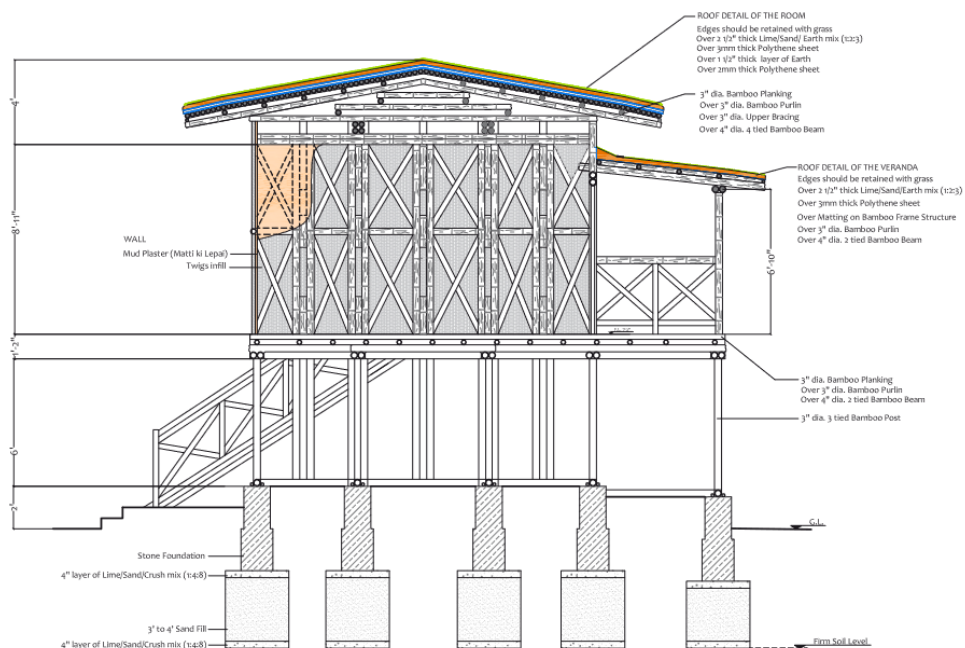 ROOF DETAIL OF THE ROOM
Edges should be retained with grass
Over 2 1/2" thick Lime/Sand/ Earth mix (1:2:3)
Over 3mm thick Polythene sheet
Over 1 1/2" thick layer of Earth
Over 2mm thick Polythene sheet
3" dia. Bamboo Planking
Over 3" dia. Bamboo Purlin
Over 3" dia. Upper Bracing
Over 4" dia. 4 tied Bamboo Beam
ROOF DETAIL OF THE VERANDA
Edges should be retained with grass
Over 2 1/2" thick Lime/Sand/Earth mix (1:2:3)
Over 3mm thick Polythene sheet
Over Matting on Bamboo Frame Structure
Over 3" dia. Bamboo Purlin
Over 4" dia. 2 tied Bamboo Beam
4'
8'-11"
1'-2"
6'
2'
6'-10"
WALL
Mud Plaster (Matti ki Lepai)
Twigs infill
3" dia. Bamboo Planking
Over 3" dia. Bamboo Purlin
Over 4" dia. 2 tied Bamboo Beam
3" dia. 3 tied Bamboo Post
G.L.
Stone Foundation
4" layer of Lime/Sand/Crush mix (1:4:8)
3' to 4' Sand Fill
4" layer of Lime/Sand/Crush mix (1:4:8)
Firm Soil Level